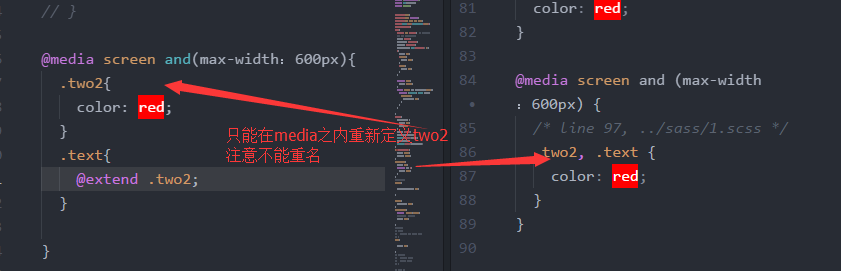 // }
@media screen and(max-width：600px){
.two2{
color: red;
}
.text{
@extend .two2;
}
}
只能在media之内重新定义two2
注意不能重名
81
color: red;
82 }
83
84 @media screen and (max-width
：600px) {
85 /* line 97, ../sass/1.scss */
86 .two2, .text {
87 color: red;
88 }
89 }
90